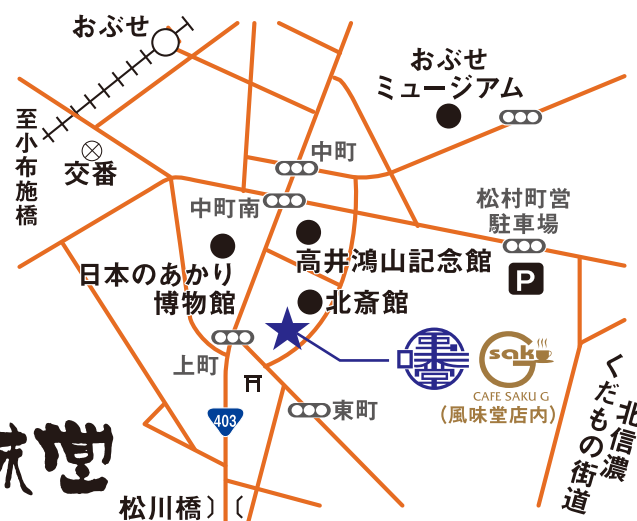 おぶせ
おぶせ
ミュージアム
至小布施橋
交番
中町
中町南
松村町営
駐車場
P
高井鴻山記念館
日本のあかり
博物館
北斎館
上町
東町
403
saku
G
CAFE SAKU G
（風味堂店内）
北信濃
くだもの街道
味堂
松川橋